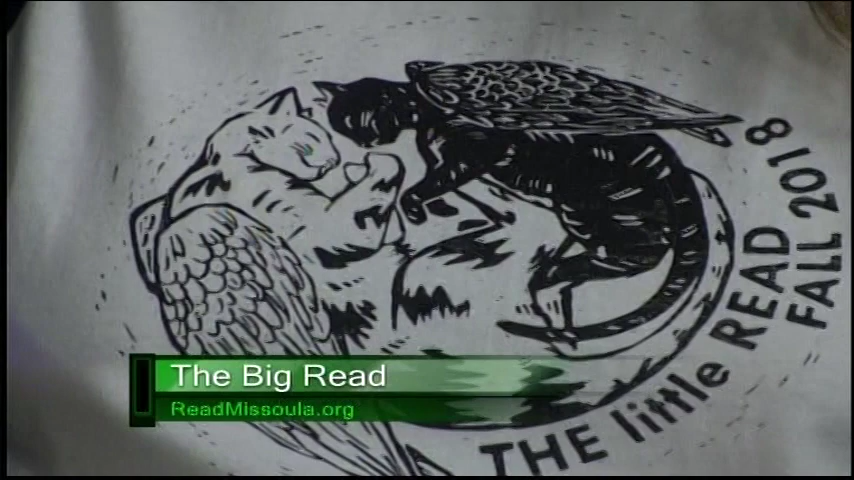 THE little READ
FALL 2018
The Big Read
ReadMissoula.org